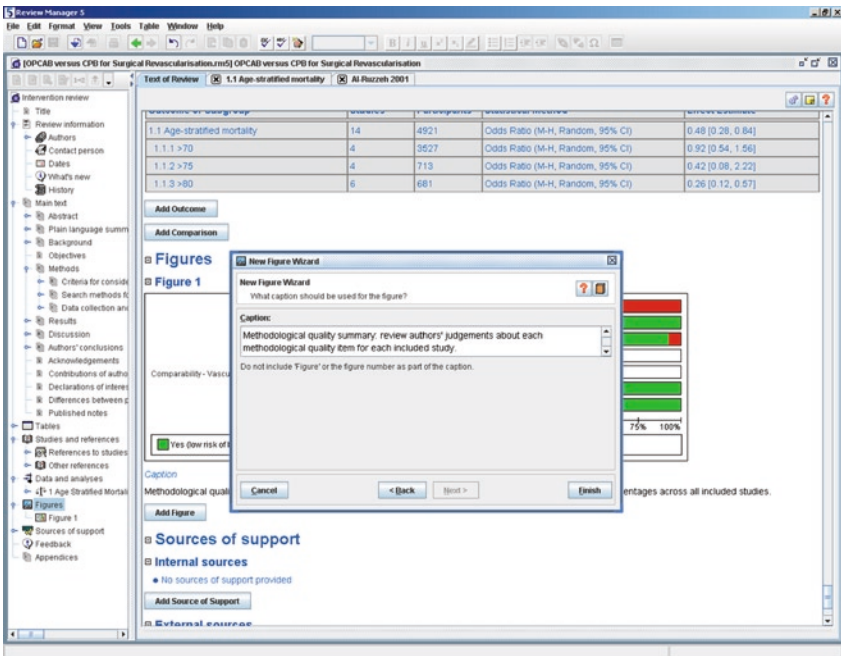 Review Manager 5
File Edit Format View Tools Table Window Help
[OPCAB versus CPB for Surgical Revascularisation.rm5] OPCAB versus CPB for Surgical Revascularisation
Text of Review 1.1 Age-stratified mortality Al-Ruzzeh 2001
Intervention review
Title
Review information
Authors
Contact person
Dates
What's new
History
Main text
Abstract
Plain language summ
Background
Objectives
Methods
Criteria for conside
Search methods fo
Data collection an
Results
Discussion
Authors' conclusions
Acknowledgements
Contributions of autho
Declarations of interes
Differences between p
Published notes
Tables
Studies and references
References to studies
Other references
Data and analyses
1 Age Stratified Mortali
Figures
Figure 1
Sources of support
Feedback
Appendices
Outcome or Subgroup Studies Participants Statistical Method Effect Estimate
1.1 Age-stratified mortality 14 4921 Odds Ratio (M-H, Random, 95% CI) 0.48 [0.28, 0.84]
1.1.1 >70 4 3527 Odds Ratio (M-H, Random, 95% CI) 0.92 [0.54, 1.56]
1.1.2 >75 4 713 Odds Ratio (M-H, Random, 95% CI) 0.42 [0.08, 2.22]
1.1.3 >80 6 681 Odds Ratio (M-H, Random, 95% CI) 0.26 [0.12, 0.57]
Add Outcome
Add Comparison
Figures
Figure 1
Comparability - Vascu
75% 100%
Yes (low risk of
Caption
Methodological quali
entages across all included studies.
Add Figure
New Figure Wizard
New Figure Wizard
What caption should be used for the figure?
Caption:
Methodological quality summary: review authors' judgements about each
methodological quality item for each included study.
Do not include 'Figure' or the figure number as part of the caption.
Cancel < Back Next > Finish
Sources of support
Internal sources
No sources of support provided
Add Source of Support
External sources